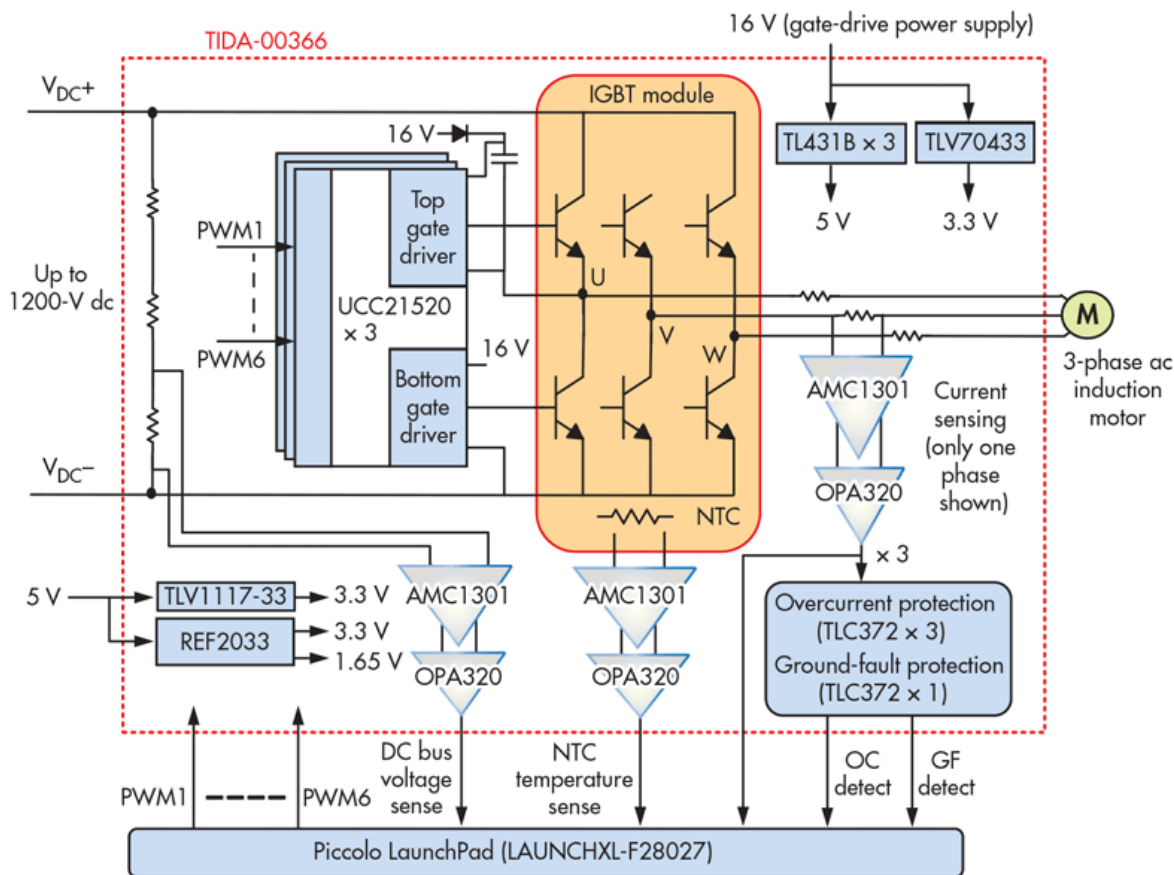 TIDA-00366
16 V (gate-drive power supply)
VDC+
IGBT module
16 V
TL431B × 3
TLV70433
Top
gate
driver
5 V
3.3 V
PWM1
Up to
1200-V dc
UCC21520
× 3
U
V
W
M
PWM6
16 V
3-phase ac
induction
motor
Bottom
gate
driver
AMC1301
Current
sensing
(only one
phase
shown)
VDC−
OPA320
NTC
× 3
5 V
TLV1117-33
3.3 V
REF2033
3.3 V
1.65 V
AMC1301
OPA320
AMC1301
OPA320
Overcurrent protection
(TLC372 × 3)
Ground-fault protection
(TLC372 × 1)
PWM1
PWM6
DC bus
voltage
sense
NTC
temperature
sense
OC
detect
GF
detect
Piccolo LaunchPad (LAUNCHXL-F28027)